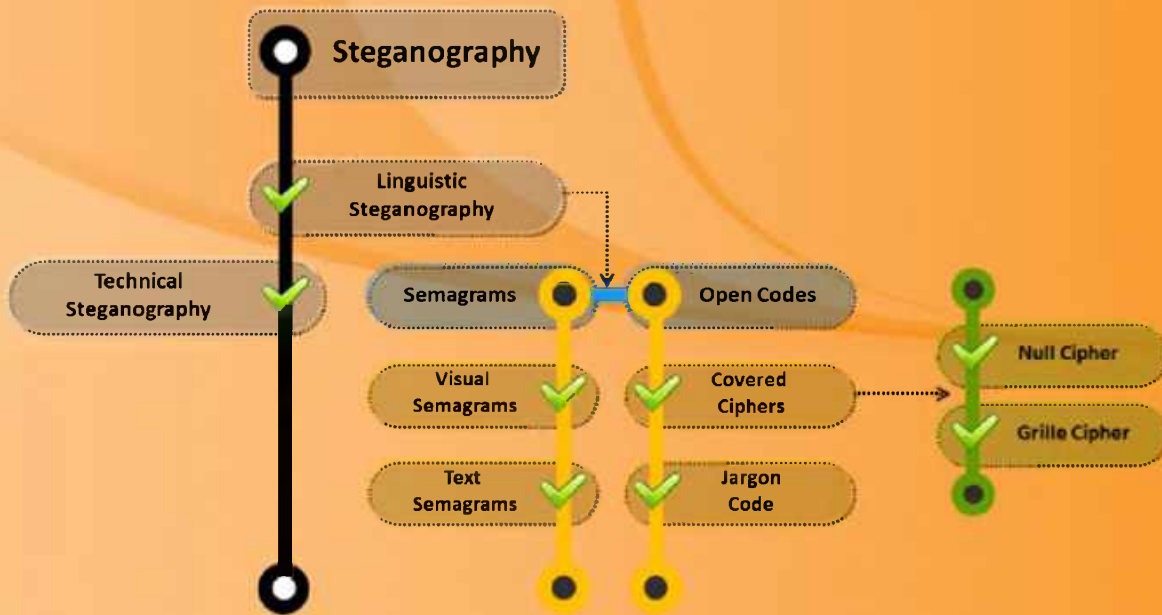 Steganography
Linguistic
Steganography
Technical
Steganography
Semagrams
Open Codes
Visual
Semagrams
Covered
Ciphers
Text
Semagrams
Jargon
Code
Null Cipher
Grille Cipher